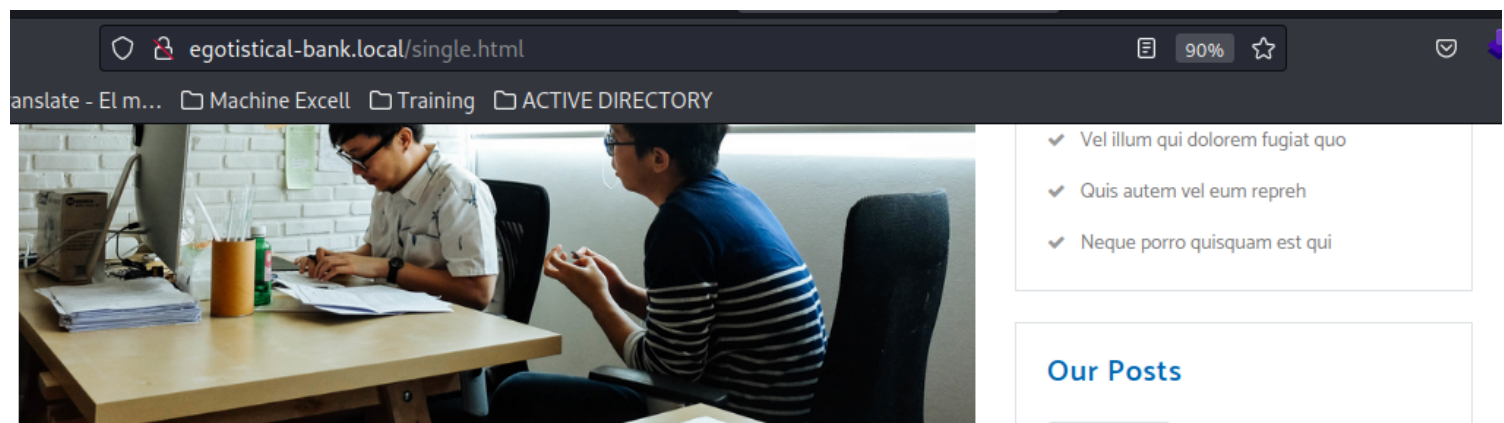 egotistical-bank.local/single.html
90%
anslate - El m... Machine Excell Training ACTIVE DIRECTORY
Vel illum qui dolorem fugiat quo
Quis autem vel eum repreh
Neque porro quisquam est qui
Our Posts